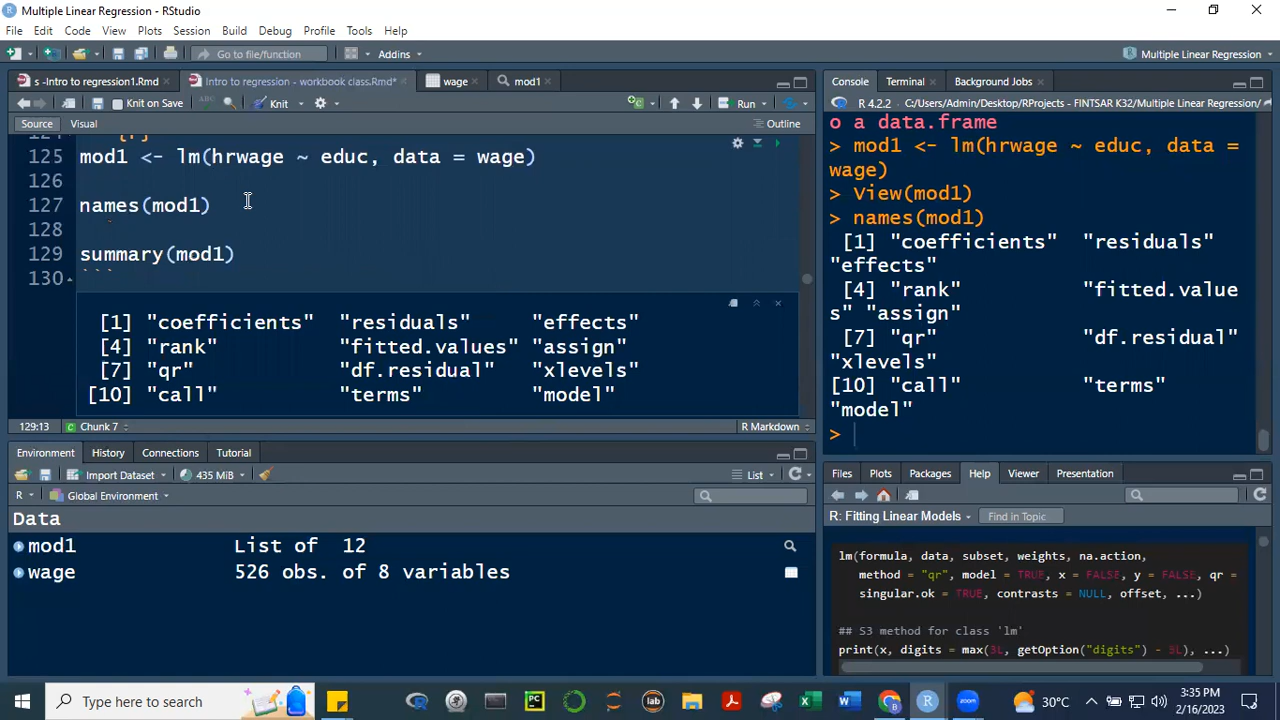 Multiple Linear Regression - RStudio
File Edit Code View Plots Session Build Debug Profile Tools Help
Go to file/function Addins Multiple Linear Regression
s -Intro to regression1.Rmd Intro to regression - workbook class.Rmd* wage mod1
Knit on Save Knit Run
Source Visual Outline
125 mod1 <- lm(hrwage ~ educ, data = wage)
126
127 names(mod1)
128
129 summary(mod1)
130 ```
[1] "coefficients" "residuals" "effects"
[4] "rank" "fitted.values" "assign"
[7] "qr" "df.residual" "xlevels"
[10] "call" "terms" "model"
129:13 Chunk 7 R Markdown
Console Terminal Background Jobs
R 4.2.2 . C:/Users/Admin/Desktop/RProjects - FINTSAR K32/Multiple Linear Regression/
o a data.frame
> mod1 <- lm(hrwage ~ educ, data =
wage)
> View(mod1)
> names(mod1)
[1] "coefficients" "residuals"
"effects"
[4] "rank" "fitted.value
s" "assign"
[7] "qr" "df.residual"
"xlevels"
[10] "call" "terms"
"model"
>
Environment History Connections Tutorial
Import Dataset 435 MiB List
R Global Environment
Data
mod1 List of 12
wage 526 obs. of 8 variables
Files Plots Packages Help Viewer Presentation
R: Fitting Linear Models Find in Topic
lm(formula, data, subset, weights, na.action,
method = "qr", model = TRUE, x = FALSE, y = FALSE, qr =
singular.ok = TRUE, contrasts = NULL, offset, ...)
## S3 method for class 'lm'
print(x, digits = max(3L, getOption("digits") - 3L), ...)
Type here to search PC lab zoom 30°C 3:35 PM
2/16/2023